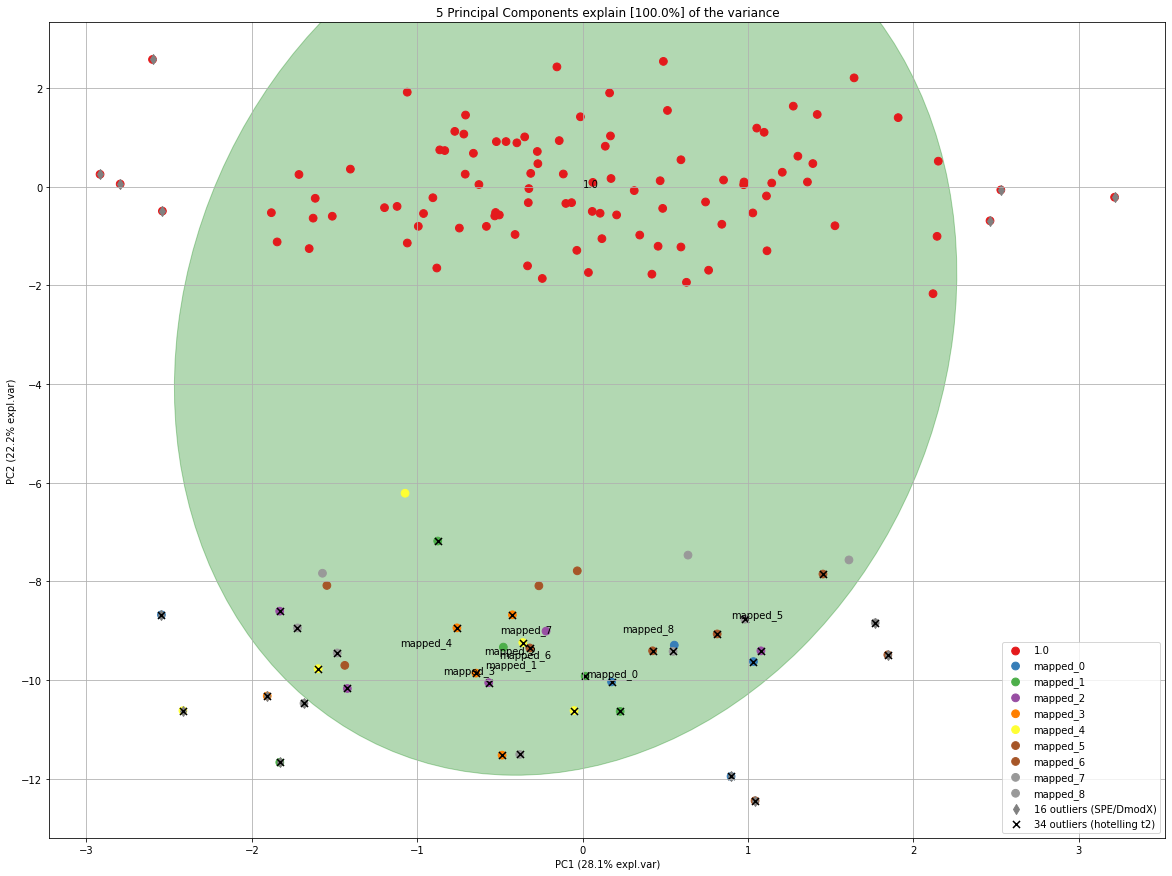 5 Principal Components explain [100.0%] of the variance
2
0
−2
−4
−6
−8
−10
−12
PC2 (22.2% expl.var)
1.0
mapped_5
mapped_7
mapped_8
mapped_4
mapped_6
mapped_1
mapped_3
mapped_0
1.0
mapped_0
mapped_1
mapped_2
mapped_3
mapped_4
mapped_5
mapped_6
mapped_7
mapped_8
16 outliers (SPE/DmodX)
34 outliers (hotelling t2)
−3
−2
−1
0
1
2
3
PC1 (28.1% expl.var)